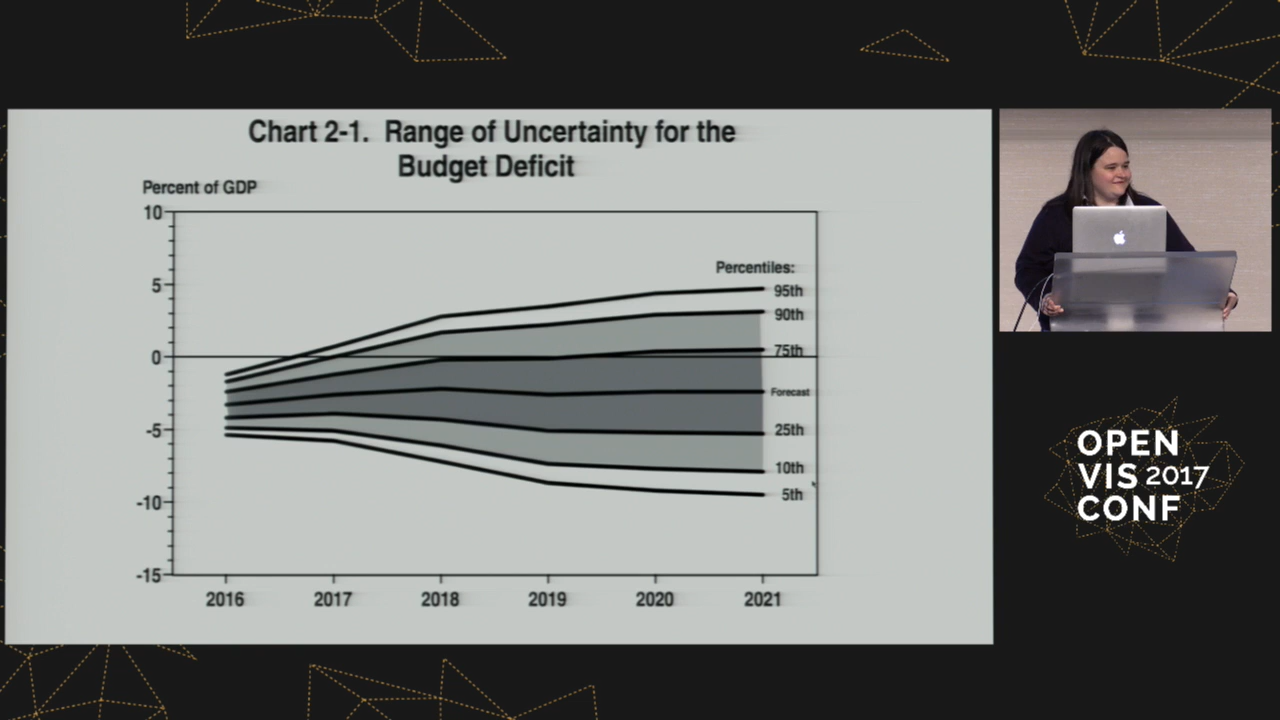 Chart 2-1. Range of Uncertainty for the
Budget Deficit
Percent of GDP
10
5
0
-5
-10
-15
Percentiles:
95th
90th
75th
Forecast
25th
10th
5th
2016 2017 2018 2019 2020 2021
OPEN
VIS 2017
CONF